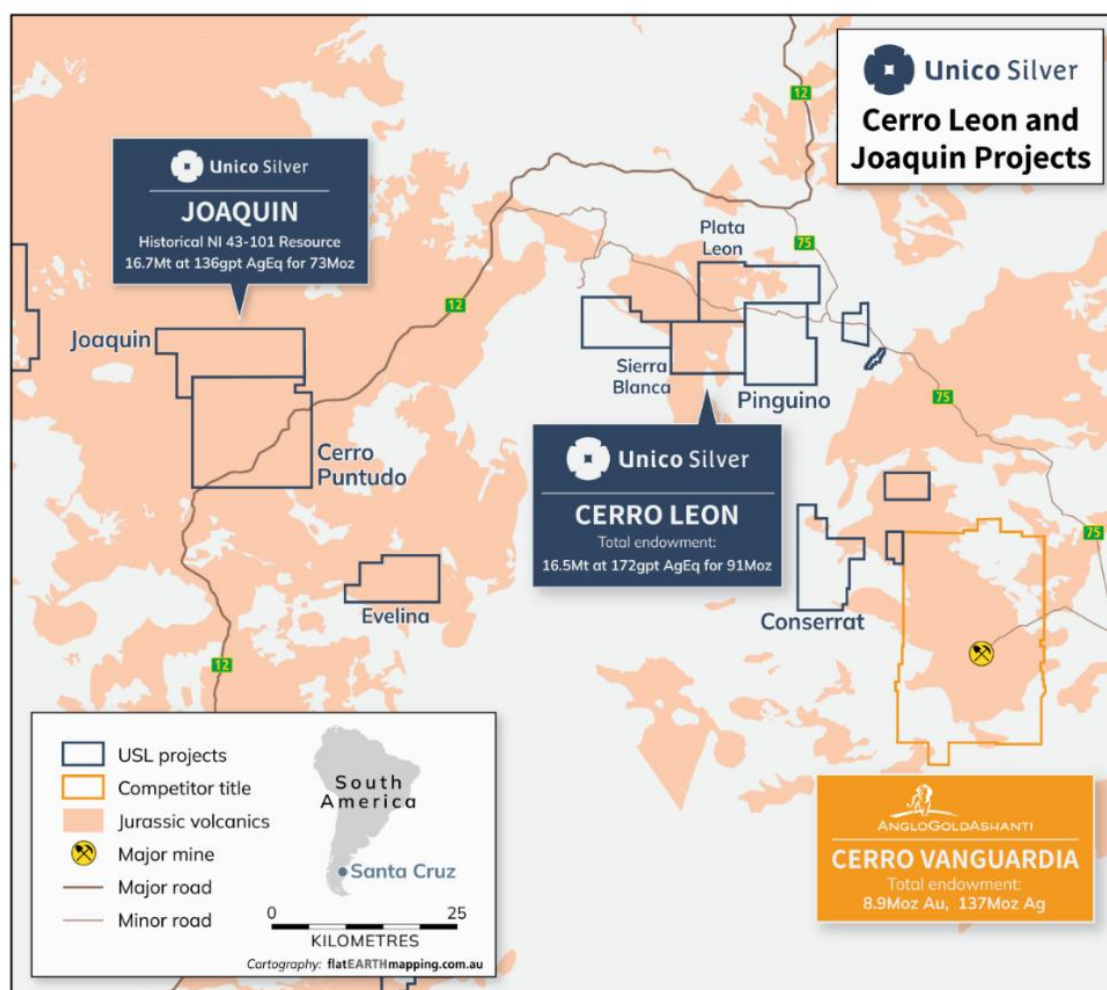 Unico Silver
Cerro Leon and
Joaquin Projects
12
12
75
Unico Silver
JOAQUIN
Historical NI 43-101 Resource
16.7Mt at 136gpt AgEq for 73Moz
Plata
Leon
Joaquin
Sierra
Blanca
Pinguino
75
Cerro
Puntudo
Unico Silver
CERRO LEON
Total endowment:
16.5Mt at 172gpt AgEq for 91Moz
75
Evelina
Conserrat
12
USL projects
Competitor title
Jurassic volcanics
Major mine
Major road
Minor road
South
America
Santa Cruz
0 25
KILOMETRES
Cartography: flatEARTHmapping.com.au
ANGLOGOLDASHANTI
CERRO VANGUARDIA
Total endowment:
8.9Moz Au, 137Moz Ag